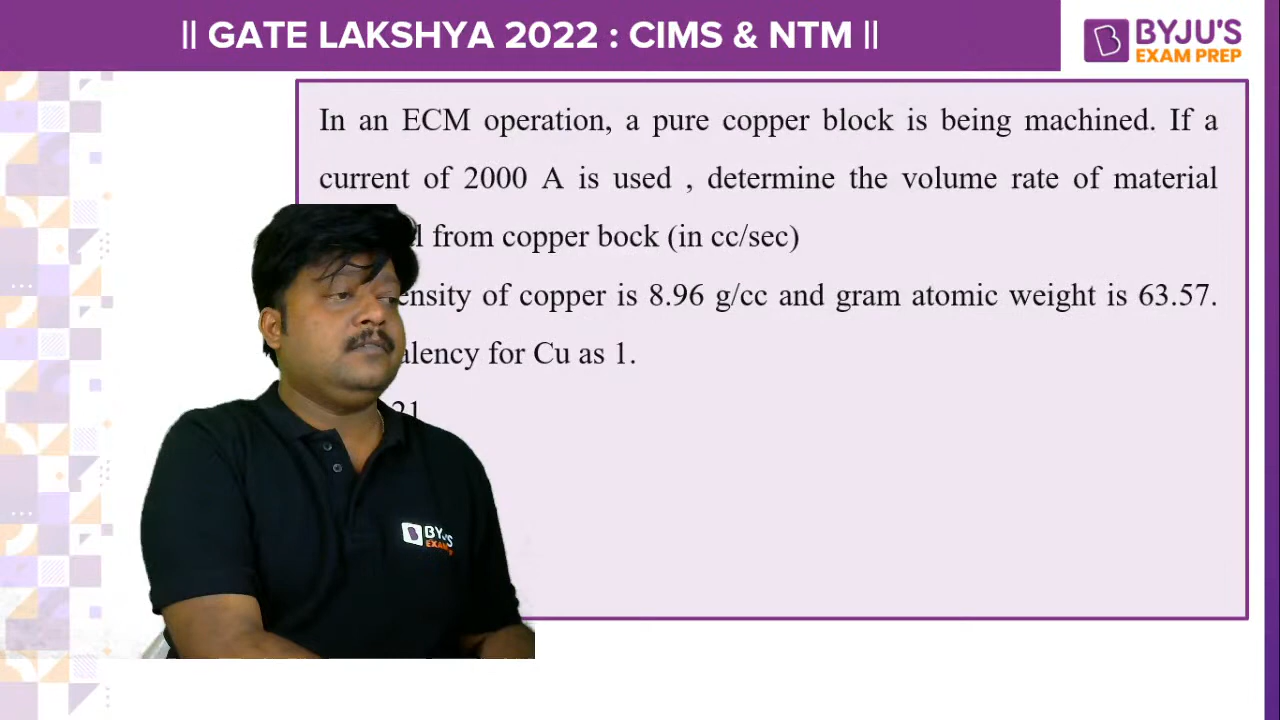 || GATE LAKSHYA 2022 : CIMS & NTM ||
BYJU'S
EXAM PREP
In an ECM operation, a pure copper block is being machined. If a
current of 2000 A is used , determine the volume rate of material
from copper bock (in cc/sec)
of copper is 8.96 g/cc and gram atomic weight is 63.57.
for Cu as 1.
BYJU'S